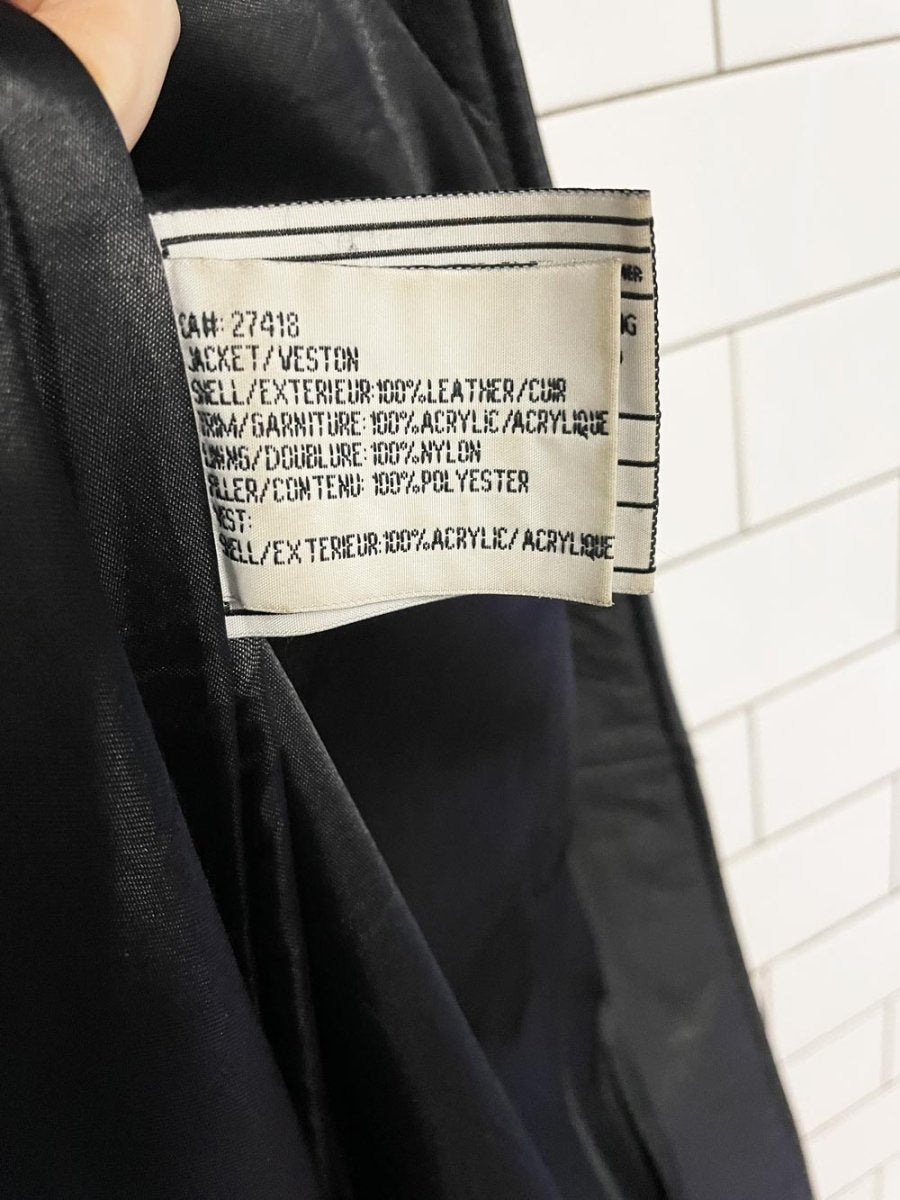 CA#: 27418
JACKET/VESTON
SHELL/EXTERIEUR:100%LEATHER/CUIR
TRIM/GARNITURE: 100%ACRYLIC/ACRYLIQUE
LINING/DOUBLURE: 100%NYLON
FILLER/CONTENU: 100%POLYESTER
VEST:
SHELL/EXTERIEUR:100%ACRYLIC/ACRYLIQUE